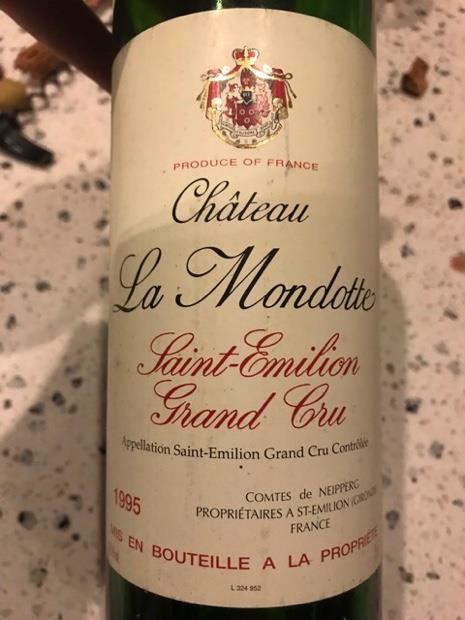 PRODUCE OF FRANCE
Château
La Mondotte
Saint-Emilion
Grand Cru
Appellation Saint-Emilion Grand Cru Contrôlée
1995
COMTES DE NEIPPERG
PROPRIÉTAIRES A ST-EMILION (GIRONDE)
FRANCE
MIS EN BOUTEILLE A LA PROPRIÉTÉ
L 324 952